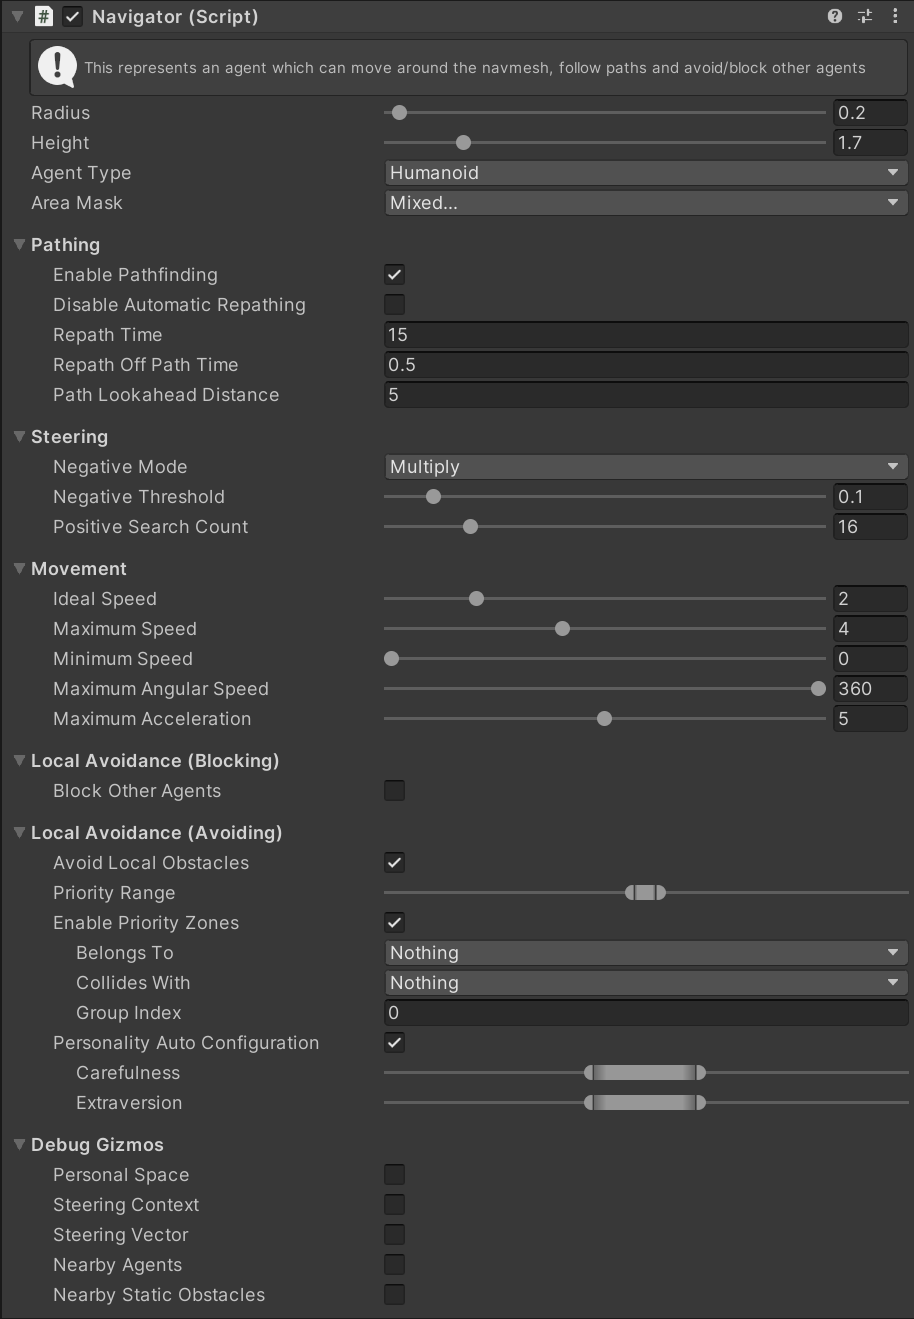 Navigator (Script)
This represents an agent which can move around the navmesh, follow paths and avoid/block other agents
Radius 0.2
Height 1.7
Agent Type Humanoid
Area Mask Mixed...
Pathing
Enable Pathfinding
Disable Automatic Repathing
Repath Time 15
Repath Off Path Time 0.5
Path Lookahead Distance 5
Steering
Negative Mode Multiply
Negative Threshold 0.1
Positive Search Count 16
Movement
Ideal Speed 2
Maximum Speed 4
Minimum Speed 0
Maximum Angular Speed 360
Maximum Acceleration 5
Local Avoidance (Blocking)
Block Other Agents
Local Avoidance (Avoiding)
Avoid Local Obstacles
Priority Range
Enable Priority Zones
Belongs To Nothing
Collides With Nothing
Group Index 0
Personality Auto Configuration
Carefulness
Extraversion
Debug Gizmos
Personal Space
Steering Context
Steering Vector
Nearby Agents
Nearby Static Obstacles